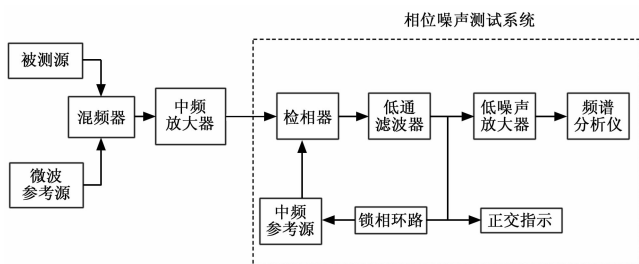 相位噪声测试系统
被测源
混频器
中频
放大器
检相器
低通
滤波器
低噪声
放大器
频谱
分析仪
微波
参考源
中频
参考源
锁相环路
正交指示